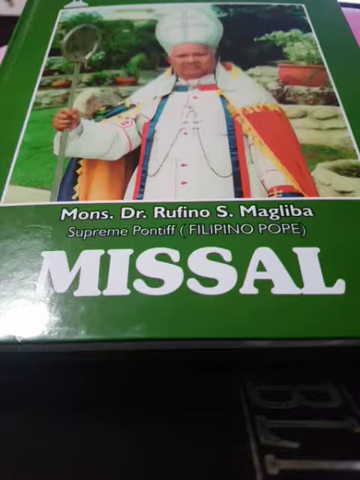 Mons. Dr. Rufino S. Magliba
Supreme Pontiff ( FILIPINO POPE)
MISSAL